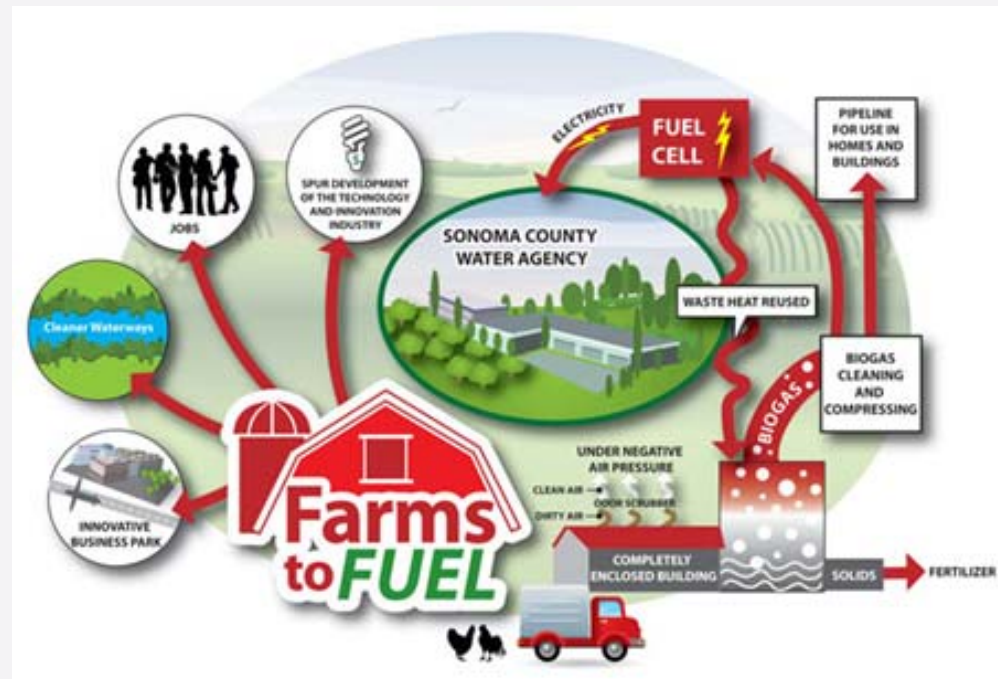 ELECTRICITY
FUEL
CELL
PIPELINE
FOR USE IN
HOMES AND
BUILDINGS
JOBS
SPUR DEVELOPMENT
OF THE TECHNOLOGY
AND INNOVATION
INDUSTRY
SONOMA COUNTY
WATER AGENCY
Cleaner Waterways
WASTE HEAT REUSED
BIOGAS
CLEANING
AND
COMPRESSING
BIOGAS
INNOVATIVE
BUSINESS PARK
Farms
to FUEL
UNDER NEGATIVE
AIR PRESSURE
CLEAN AIR
ODOR SCRUBBER
DIRTY AIR
COMPLETELY
ENCLOSED BUILDING
SOLIDS
FERTILIZER